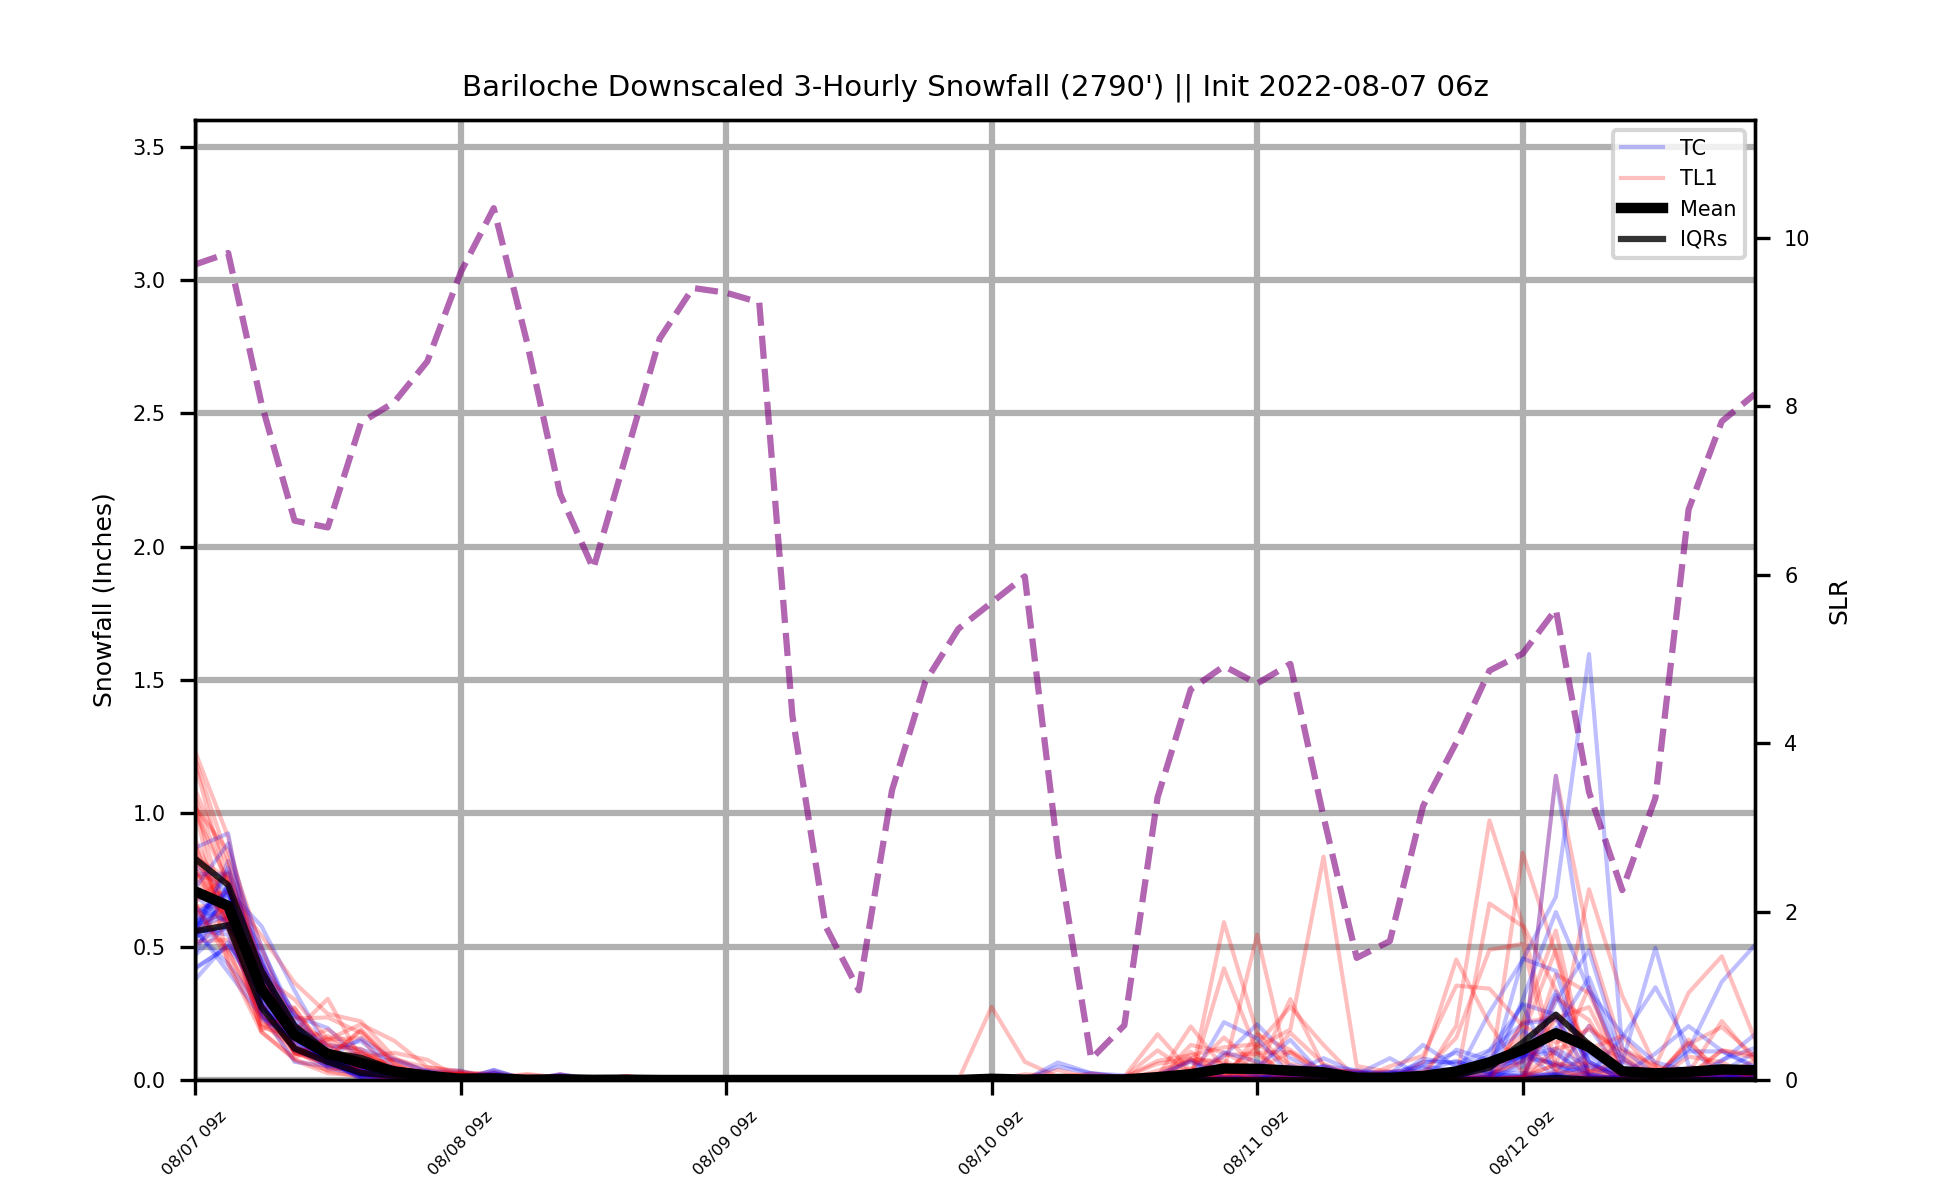 Bariloche Downscaled 3-Hourly Snowfall (2790') || Init 2022-08-07 06z
TC
TL1
Mean
IQRs
Snowfall (Inches)
3.5
3.0
2.5
2.0
1.5
1.0
0.5
0.0
SLR
10
8
6
4
2
0
08/07 09z
08/08 09z
08/09 09z
08/10 09z
08/11 09z
08/12 09z